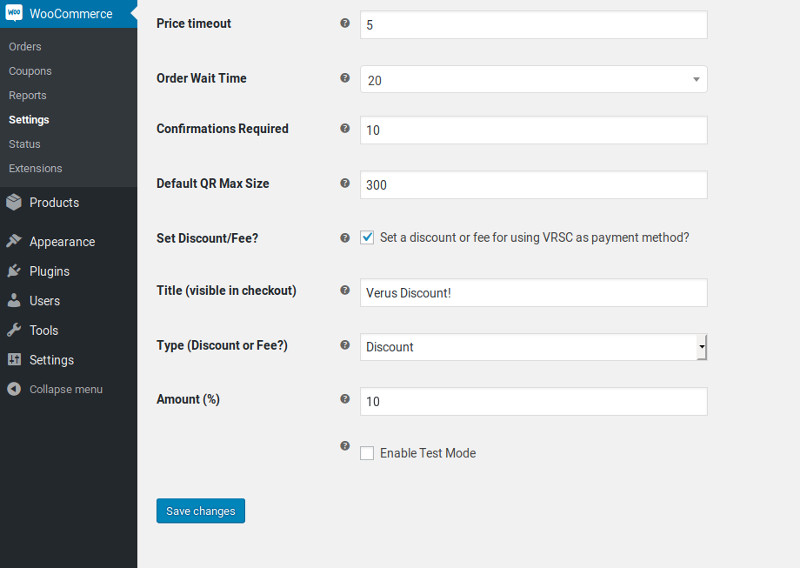 WOO WooCommerce
Orders
Coupons
Reports
Settings
Status
Extensions
Products
Appearance
Plugins
Users
Tools
Settings
Collapse menu
Price timeout ? 5
Order Wait Time ? 20
Confirmations Required ? 10
Default QR Max Size ? 300
Set Discount/Fee? ? Set a discount or fee for using VRSC as payment method?
Title (visible in checkout) ? Verus Discount!
Type (Discount or Fee?) ? Discount
Amount (%) ? 10
? Enable Test Mode
Save changes